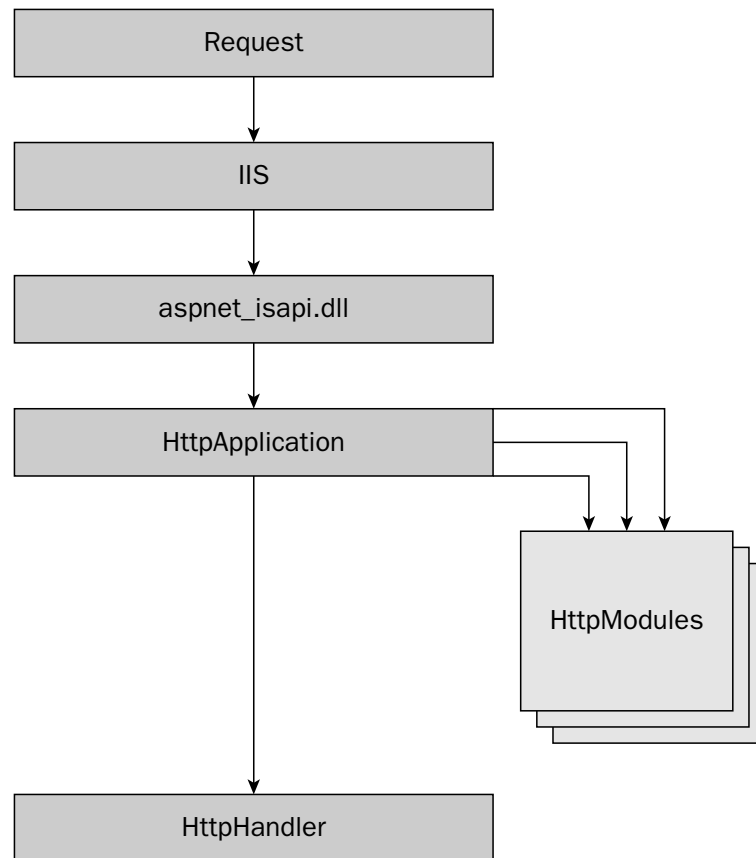 Request
IIS
aspnet_isapi.dll
HttpApplication
HttpModules
HttpHandler